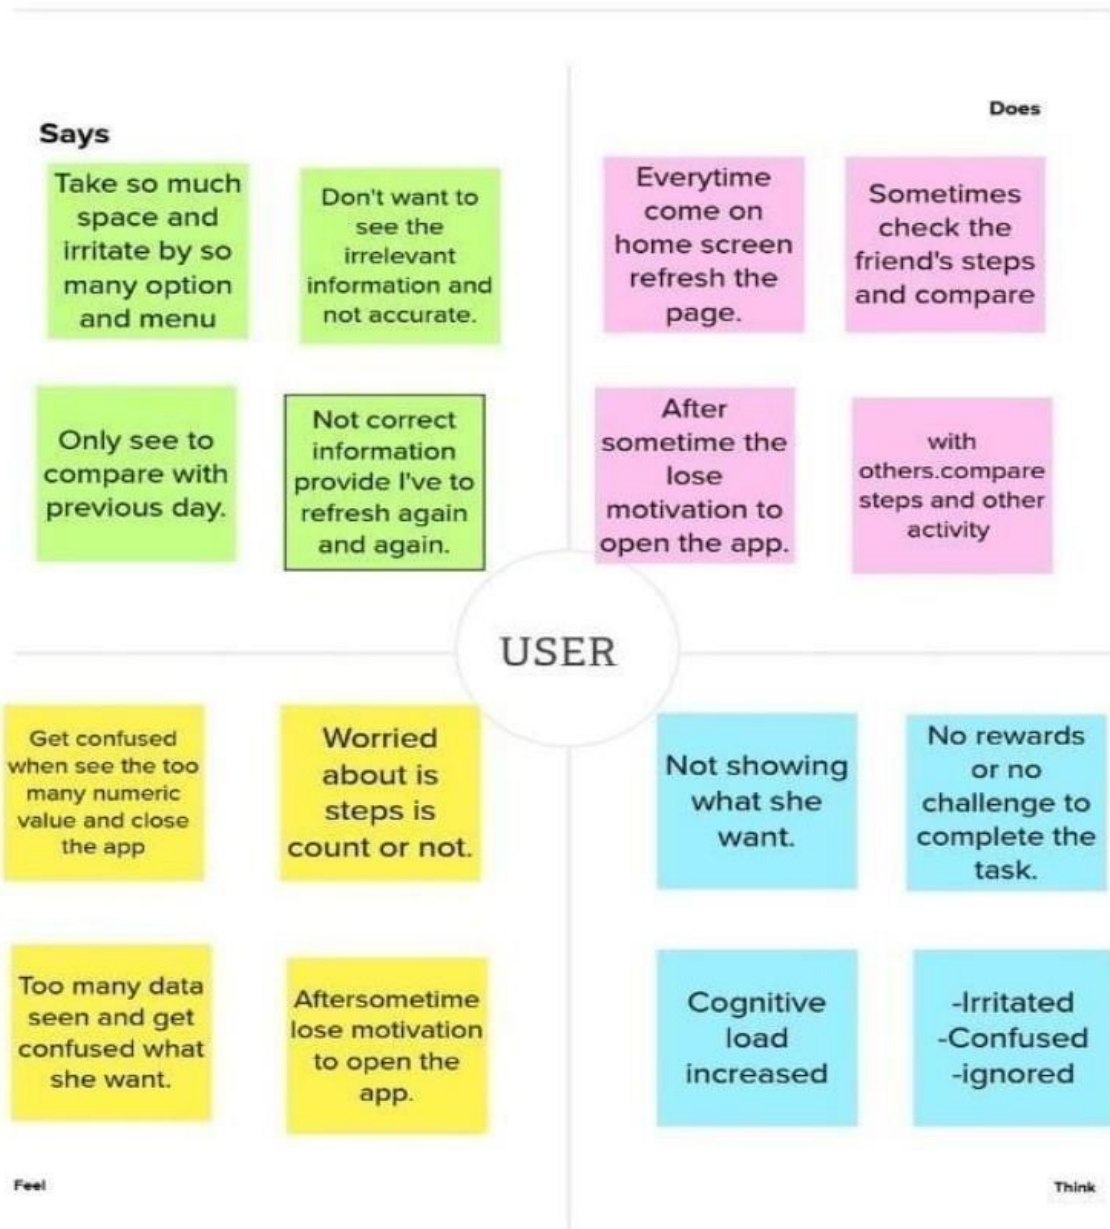 Says
Take so much
space and
irritate by so
many option
and menu
Don't want to
see the
irrelevant
information and
not accurate.
Only see to
compare with
previous day.
Not correct
information
provide I've to
refresh again
and again.
Does
Everytime
come on
home screen
refresh the
page.
Sometimes
check the
friend's steps
and compare
After
sometime the
lose
motivation to
open the app.
with
others.compare
steps and other
activity
USER
Get confused
when see the too
many numeric
value and close
the app
Worried
about is
steps is
count or not.
Too many data
seen and get
confused what
she want.
Aftersometime
lose motivation
to open the
app.
Feel
Not showing
what she
want.
No rewards
or no
challenge to
complete the
task.
Cognitive
load
increased
-Irritated
-Confused
-ignored
Think